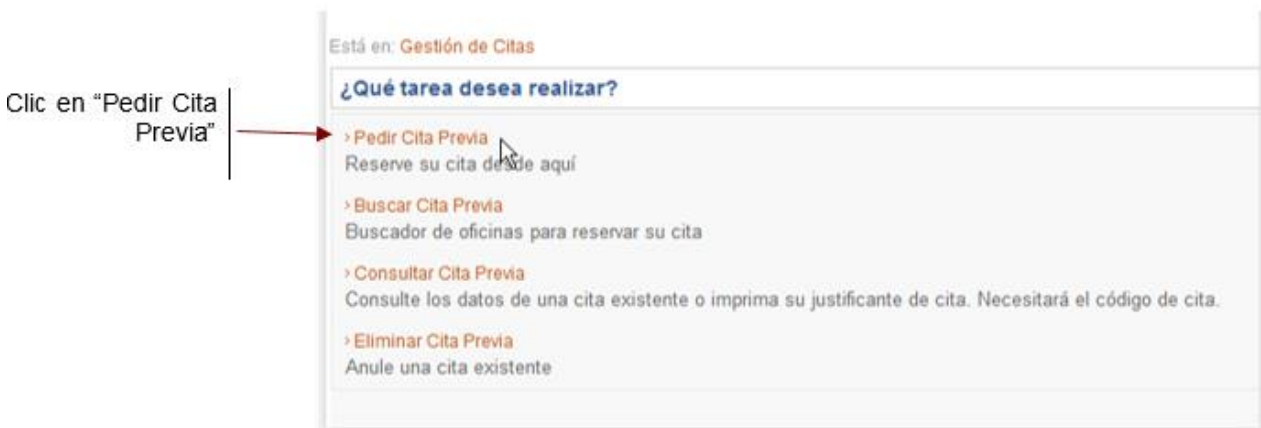 Está en: Gestión de Citas
¿Qué tarea desea realizar?
Clic en “Pedir Cita
Previa”
› Pedir Cita Previa
Reserve su cita desde aquí
› Buscar Cita Previa
Buscador de oficinas para reservar su cita
› Consultar Cita Previa
Consulte los datos de una cita existente o imprima su justificante de cita. Necesitará el código de cita.
› Eliminar Cita Previa
Anule una cita existente